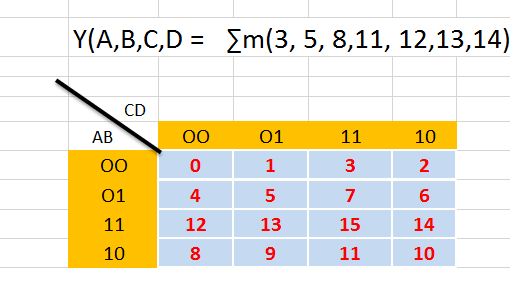 Y(A,B,C,D = ∑m(3, 5, 8,11, 12,13,14)
CD
AB OO O1 11 10
OO 0 1 3 2
O1 4 5 7 6
11 12 13 15 14
10 8 9 11 10